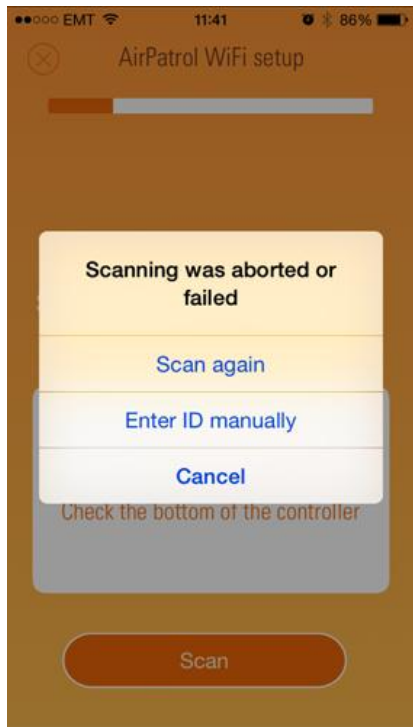 EMT 11:41 86%
AirPatrol WiFi setup
Scanning was aborted or
failed
Scan again
Enter ID manually
Cancel
Check the bottom of the controller
Scan